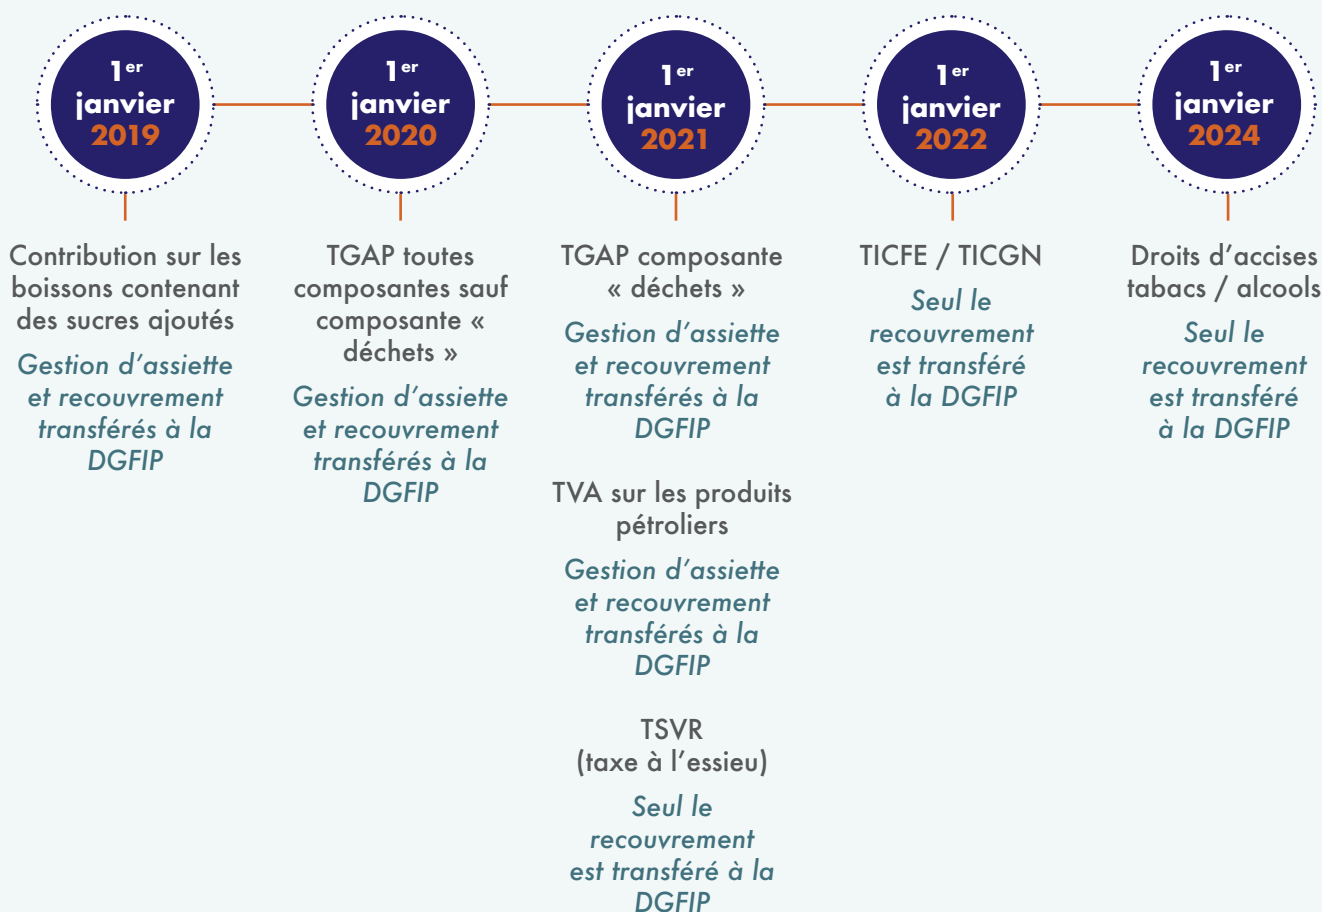 1er
janvier
2019
1er
janvier
2020
1er
janvier
2021
1er
janvier
2022
1er
janvier
2024
Contribution sur les
boissons contenant
des sucres ajoutés
Gestion d’assiette
et recouvrement
transférés à la
DGFIP
TGAP toutes
composantes sauf
composante «
déchets »
Gestion d’assiette
et recouvrement
transférés à la
DGFIP
TGAP composante
« déchets »
Gestion d’assiette
et recouvrement
transférés à la
DGFIP
TVA sur les produits
pétroliers
Gestion d’assiette
et recouvrement
transférés à la
DGFIP
TSVR
(taxe à l’essieu)
Seul le
recouvrement
est transféré à la
DGFIP
TICFE / TICGN
Seul le
recouvrement
est transféré
à la DGFIP
Droits d’accises
tabacs / alcools
Seul le
recouvrement
est transféré
à la DGFIP